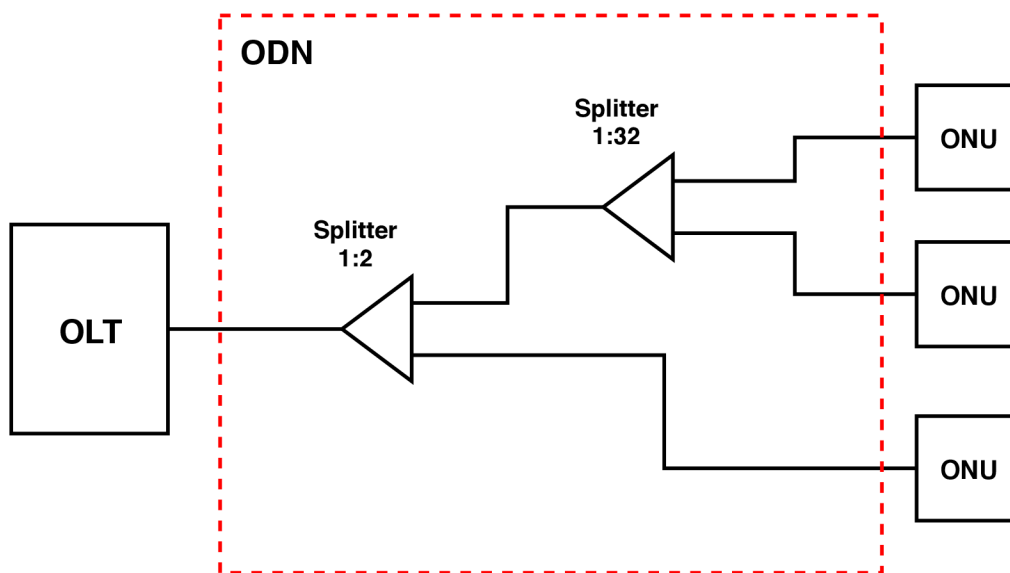 ODN
Splitter
1:32
ONU
Splitter
1:2
ONU
OLT
ONU